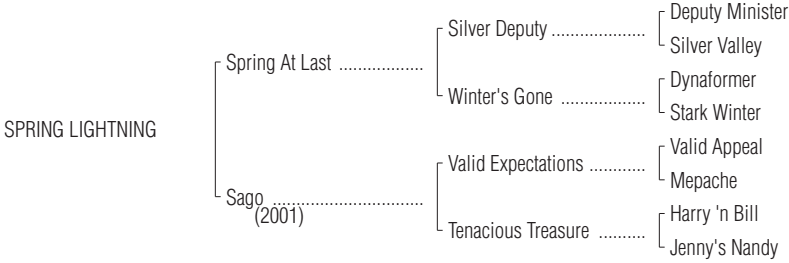 Deputy Minister
Silver Deputy ....................
Silver Valley
Spring At Last ..................
Dynaformer
Winter's Gone ..................
Stark Winter
SPRING LIGHTNING
Valid Appeal
Valid Expectations ............
Mepache
Sago ................................
(2001)
Harry 'n Bill
Tenacious Treasure ..........
Jenny's Nandy